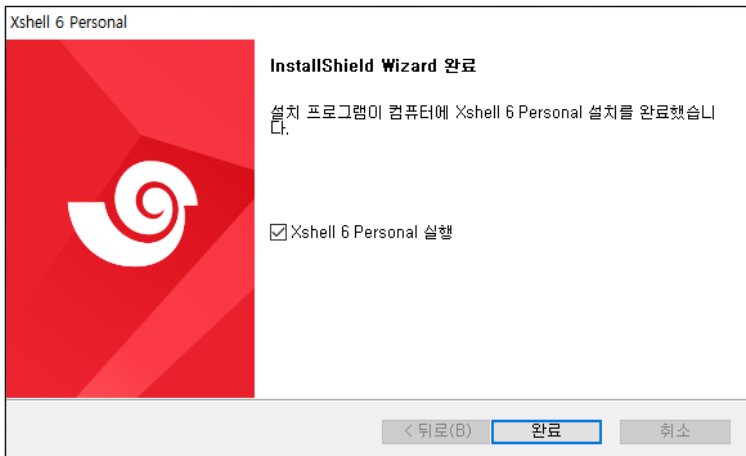 Xshell 6 Personal
InstallShield Wizard 완료
설치 프로그램이 컴퓨터에 Xshell 6 Personal 설치를 완료했습니
다.
Xshell 6 Personal 실행
< 뒤로(B)
완료
취소